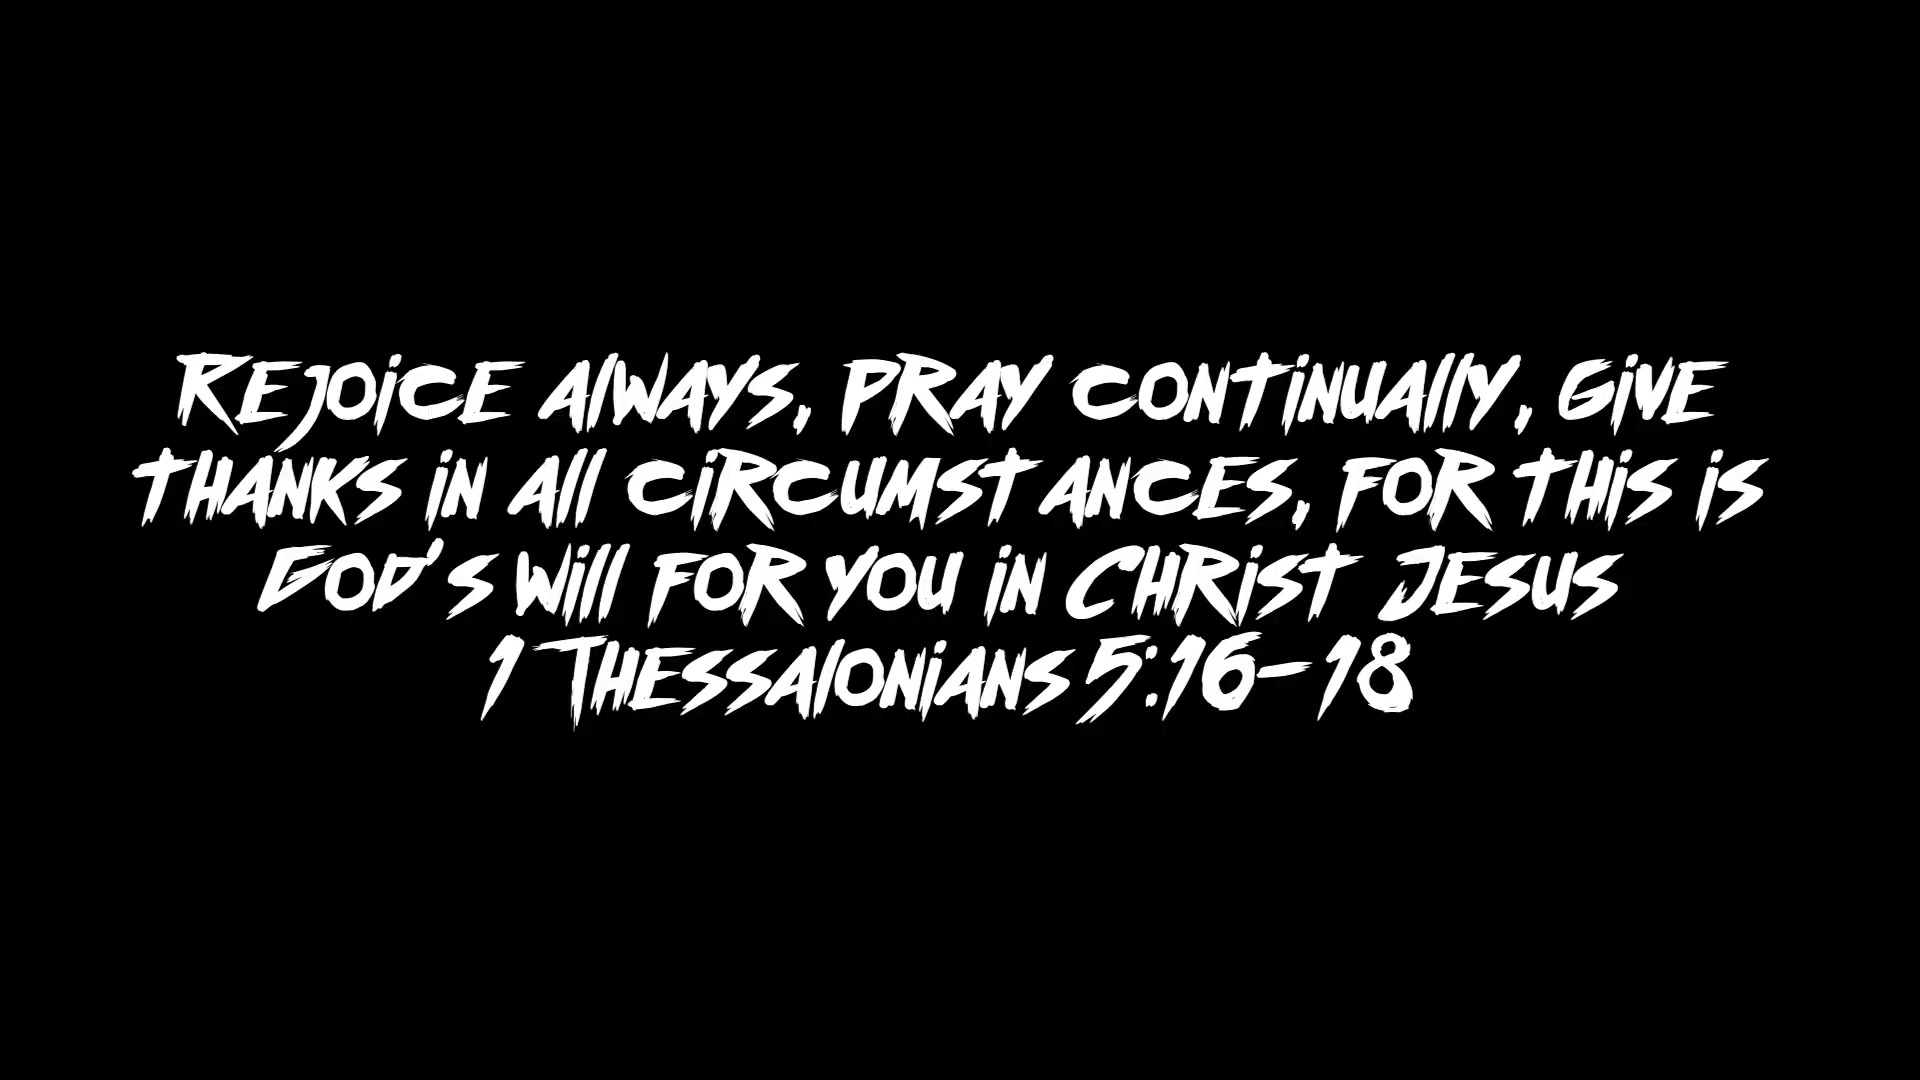 Rejoice always, pray continually, give
thanks in all circumstances, for this is
God's will for you in Christ Jesus
1 Thessalonians 5:16-18